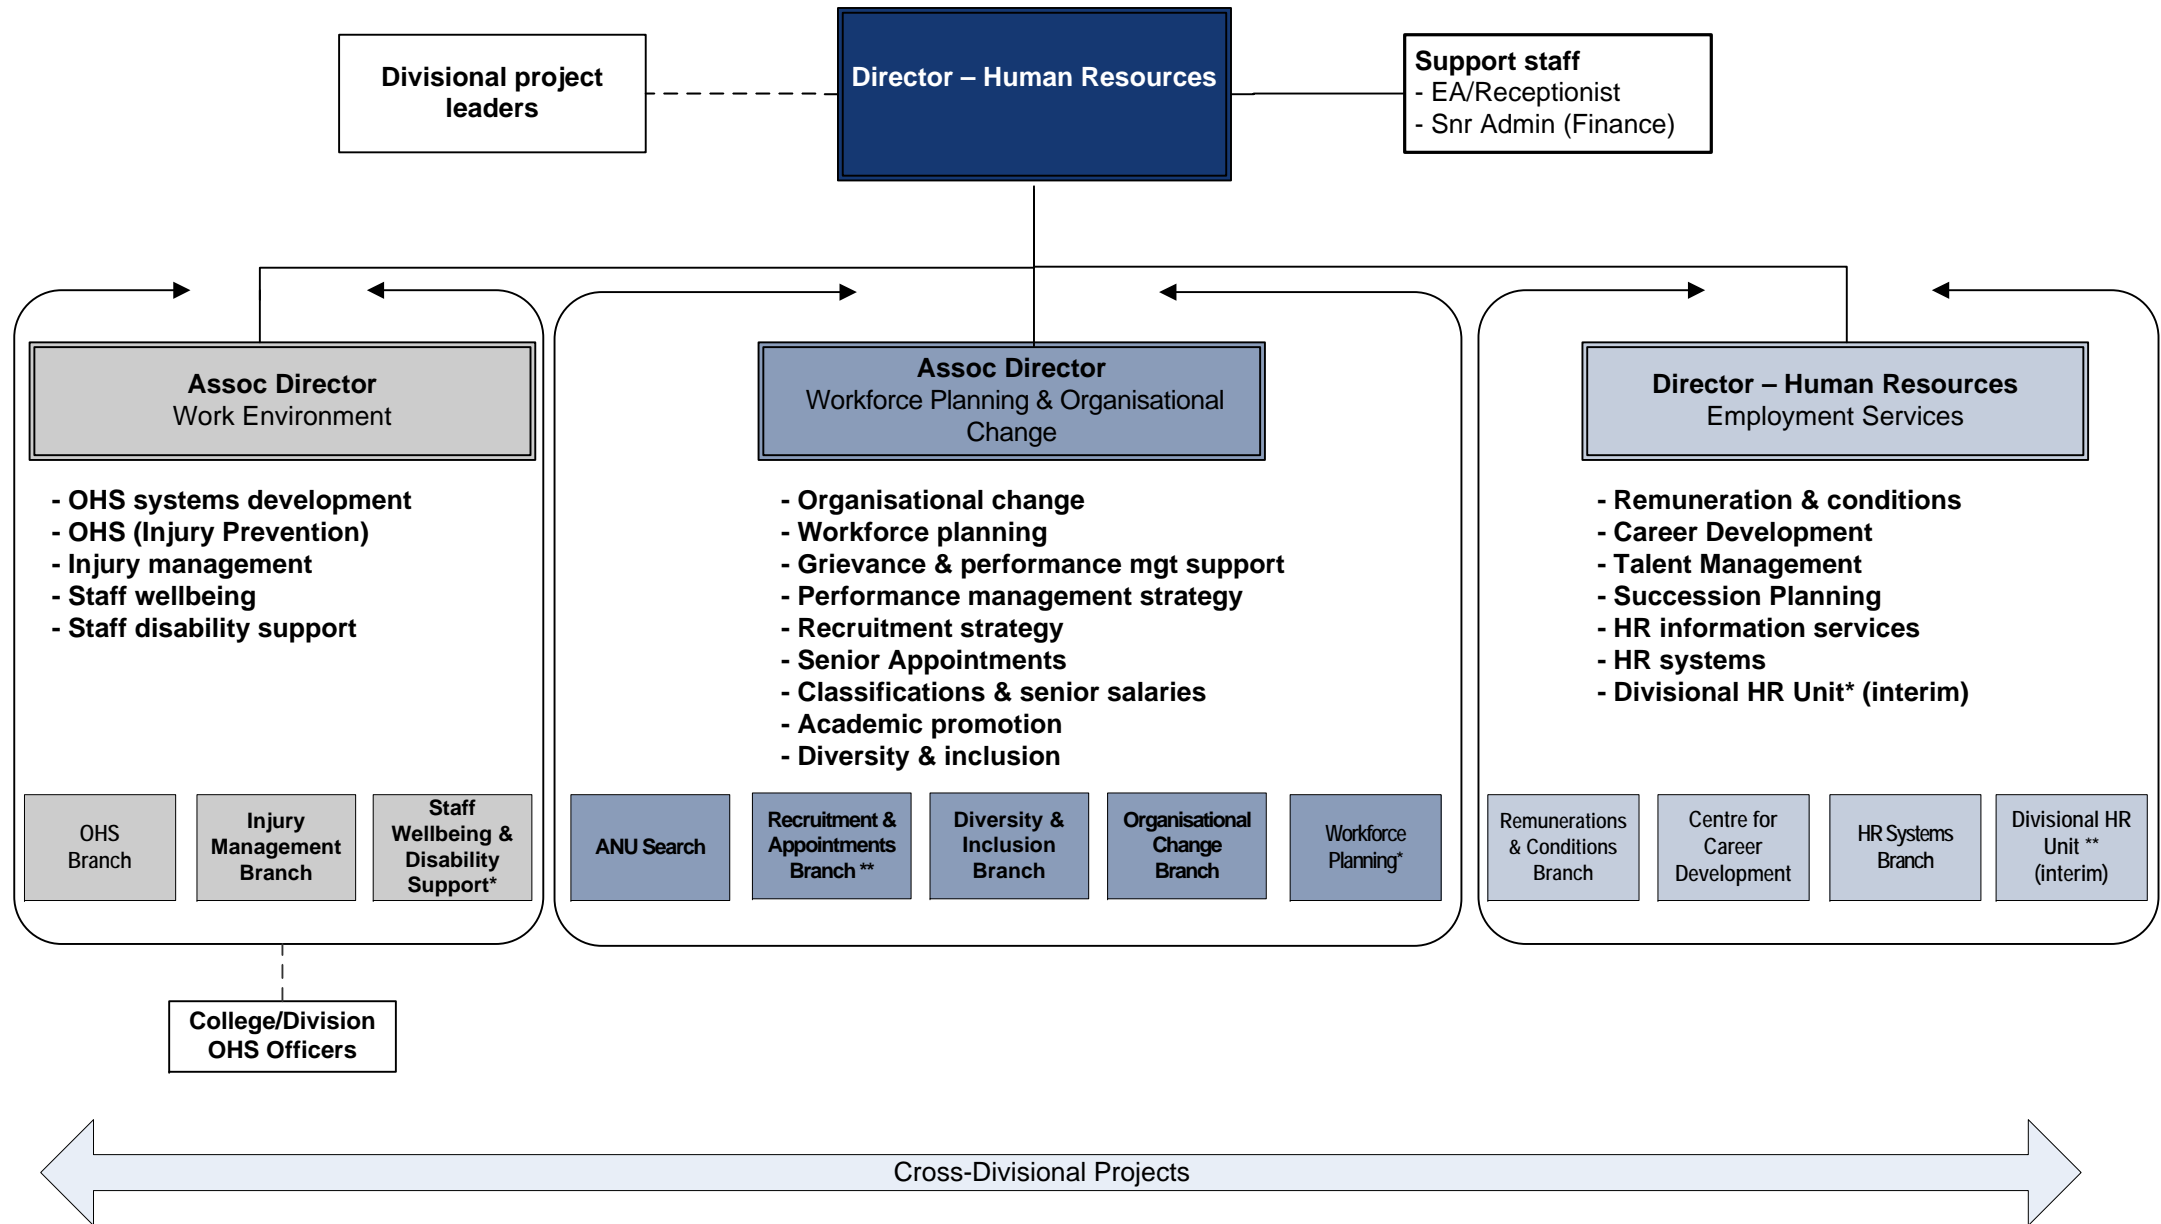 Divisional project
leaders
Director – Human Resources
Support staff
- EA/Receptionist
- Snr Admin (Finance)
Assoc Director
Work Environment
- OHS systems development
- OHS (Injury Prevention)
- Injury management
- Staff wellbeing
- Staff disability support
OHS
Branch
Injury
Management
Branch
Staff
Wellbeing &
Disability
Support*
Assoc Director
Workforce Planning & Organisational
Change
- Organisational change
- Workforce planning
- Grievance & performance mgt support
- Performance management strategy
- Recruitment strategy
- Senior Appointments
- Classifications & senior salaries
- Academic promotion
- Diversity & inclusion
ANU Search
Recruitment &
Appointments
Branch **
Diversity &
Inclusion
Branch
Organisational
Change
Branch
Workforce
Planning*
Director – Human Resources
Employment Services
- Remuneration & conditions
- Career Development
- Talent Management
- Succession Planning
- HR information services
- HR systems
- Divisional HR Unit* (interim)
Remunerations
& Conditions
Branch
Centre for
Career
Development
HR Systems
Branch
Divisional HR
Unit **
(interim)
College/Division
OHS Officers
Cross-Divisional Projects